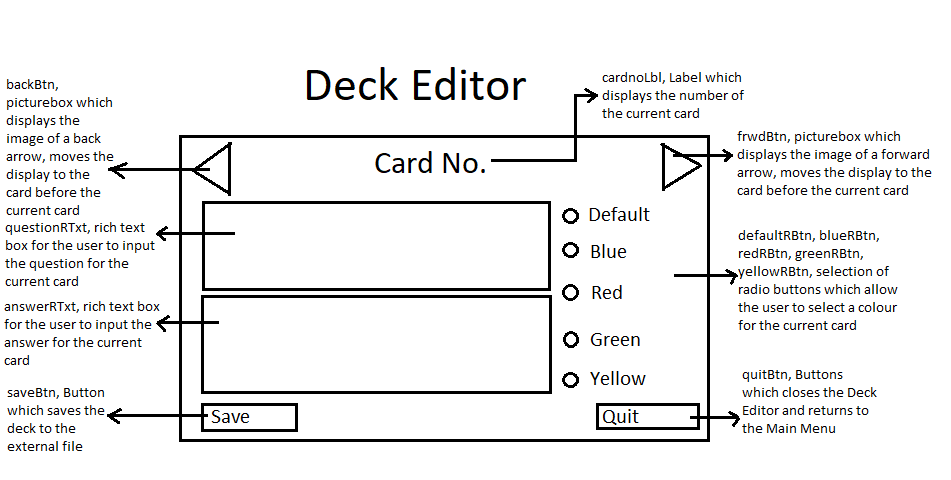 Deck Editor
backBtn,
picturebox which
displays the
image of a back
arrow, moves the
display to the
card before the
current card
cardnoLbl, Label which
displays the number of
the current card
Card No.
frwdBtn, picturebox which
displays the image of a forward
arrow, moves the display to the
card before the current card
questionRTxt, rich text
box for the user to input
the question for the
current card
Default
Blue
Red
Green
Yellow
defaultRBtn, blueRBtn,
redRBtn, greenRBtn,
yellowRBtn, selection of
radio buttons which allow
the user to select a colour
for the current card
answerRTxt, rich text box
for the user to input the
answer for the current
card
saveBtn, Button
which saves the
deck to the
external file
Save
Quit
quitBtn, Buttons
which closes the Deck
Editor and returns to
the Main Menu